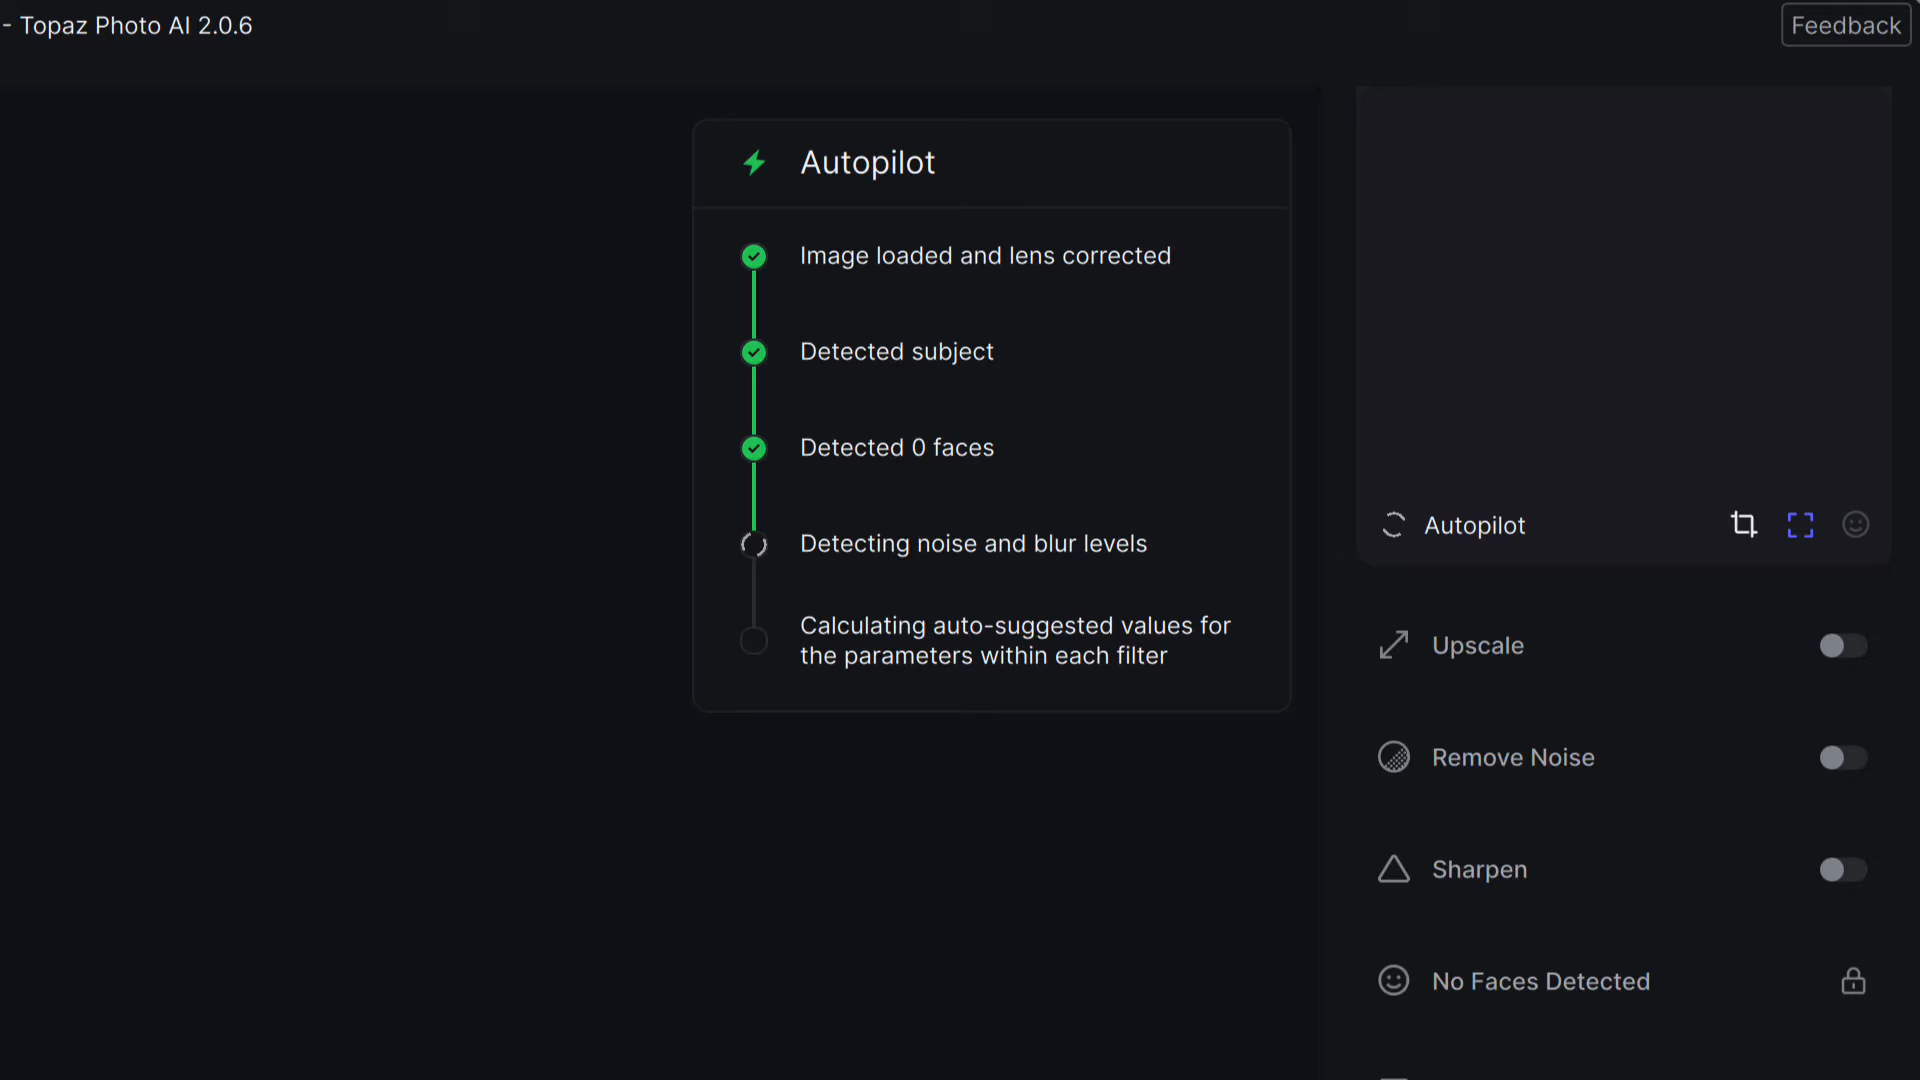 - Topaz Photo AI 2.0.6
Feedback
Autopilot
Image loaded and lens corrected
Detected subject
Detected 0 faces
Detecting noise and blur levels
Calculating auto-suggested values for
the parameters within each filter
Autopilot
Upscale
Remove Noise
Sharpen
No Faces Detected